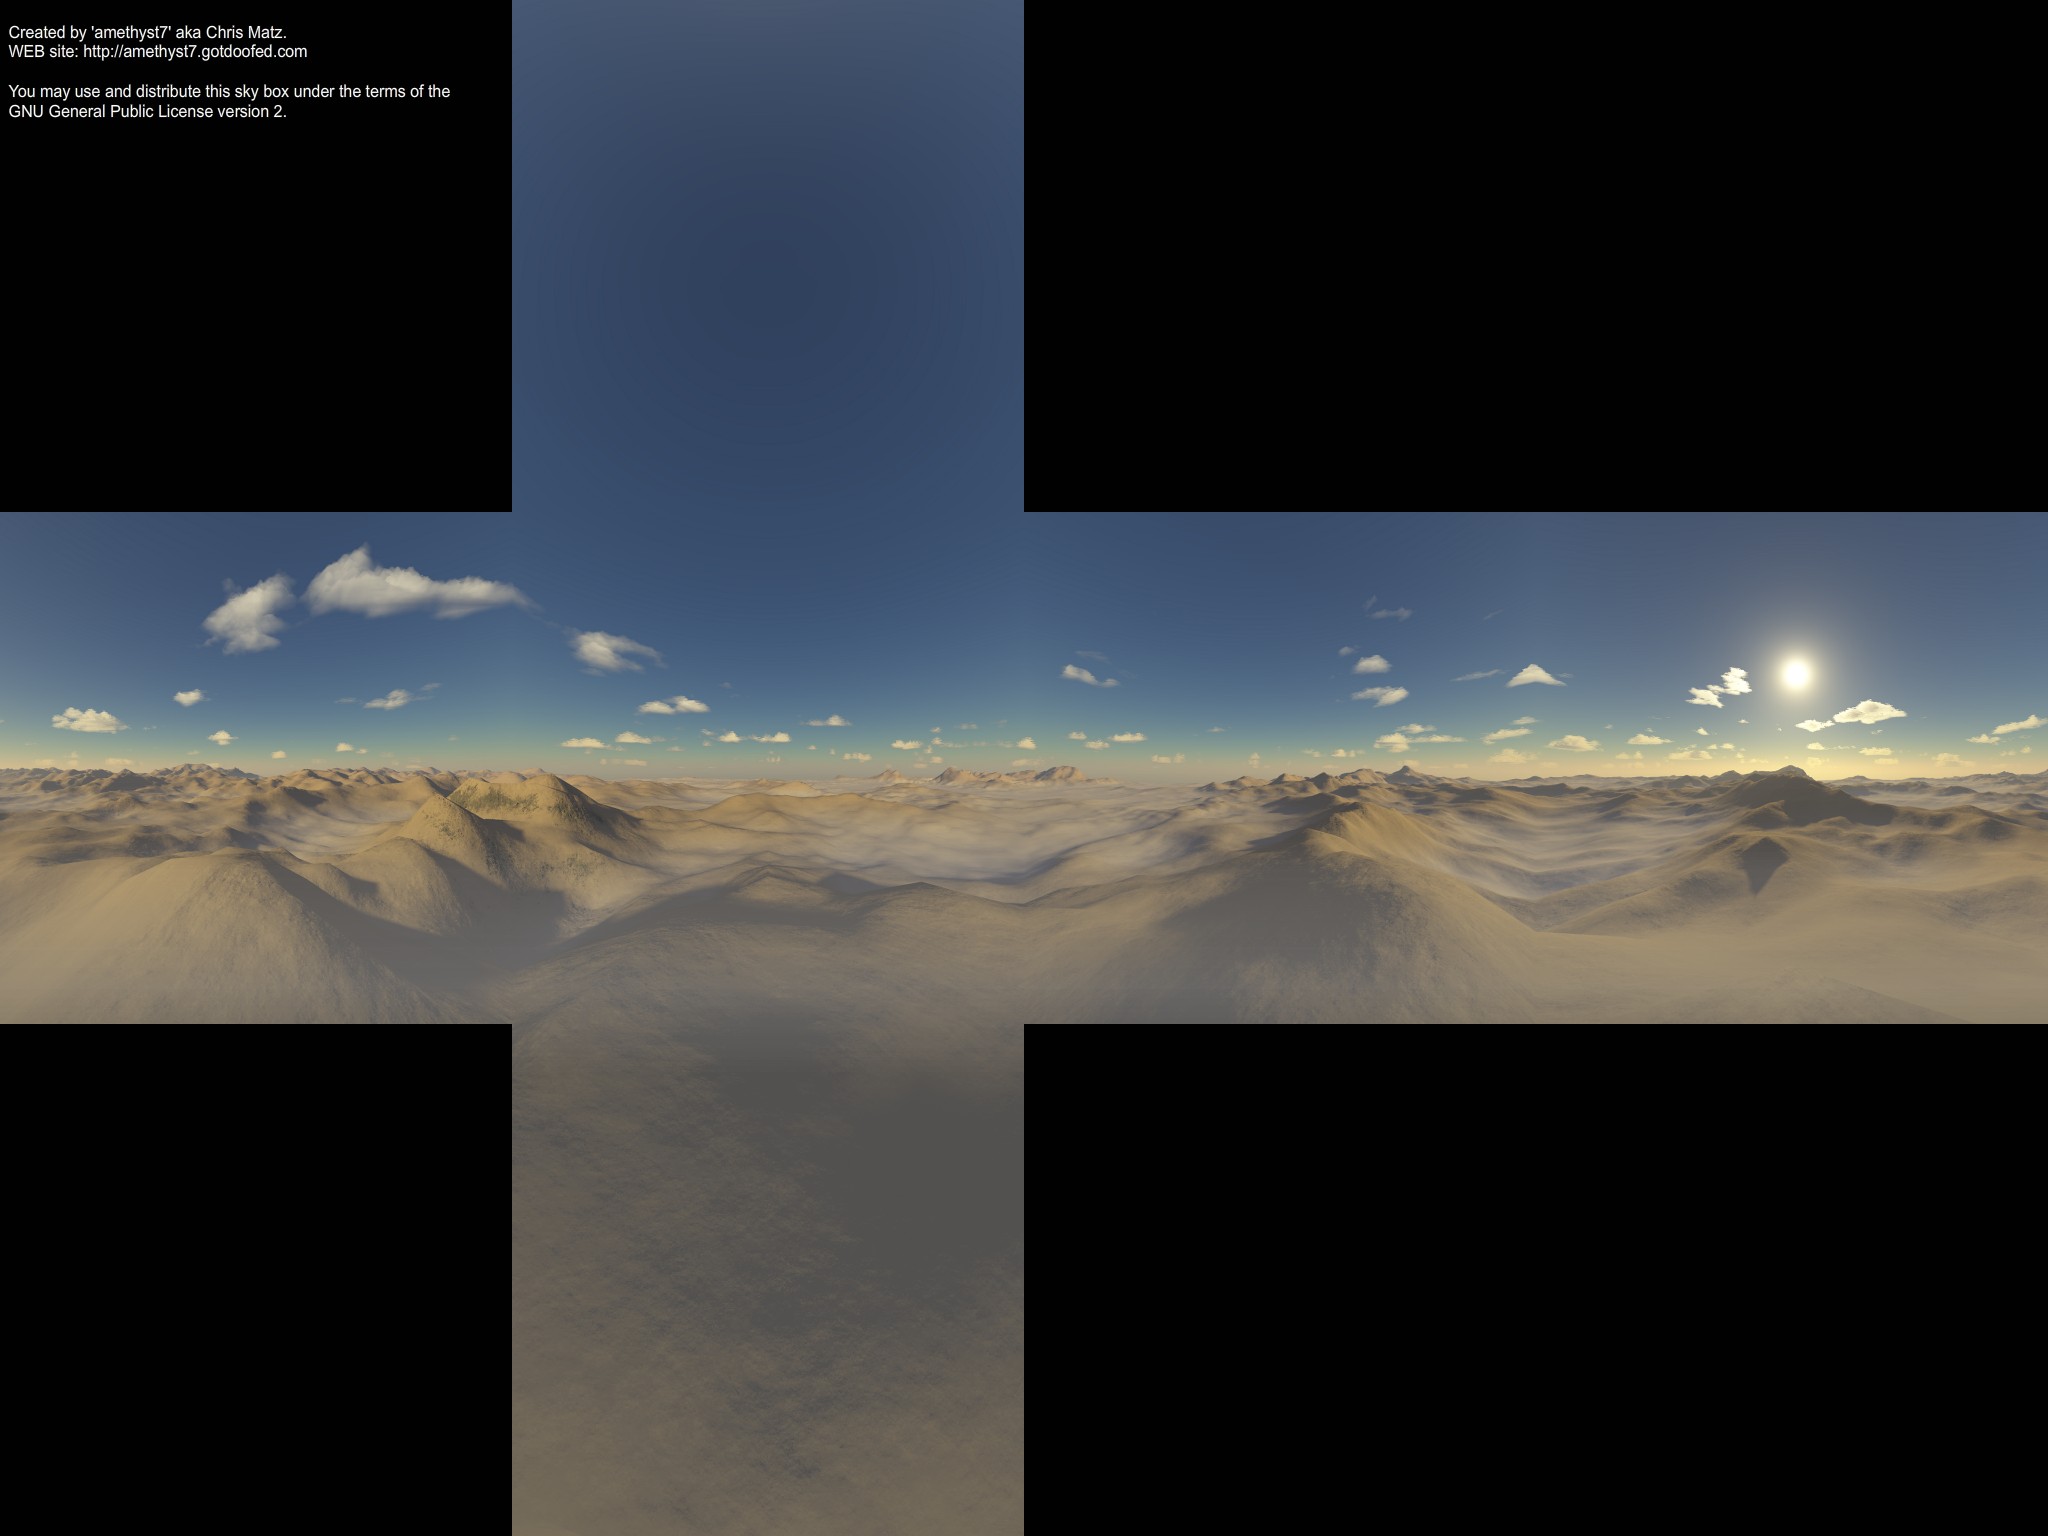 Created by 'amethyst7' aka Chris Matz.
WEB site: http://amethyst7.gotdoofed.com
You may use and distribute this sky box under the terms of the
GNU General Public License version 2.